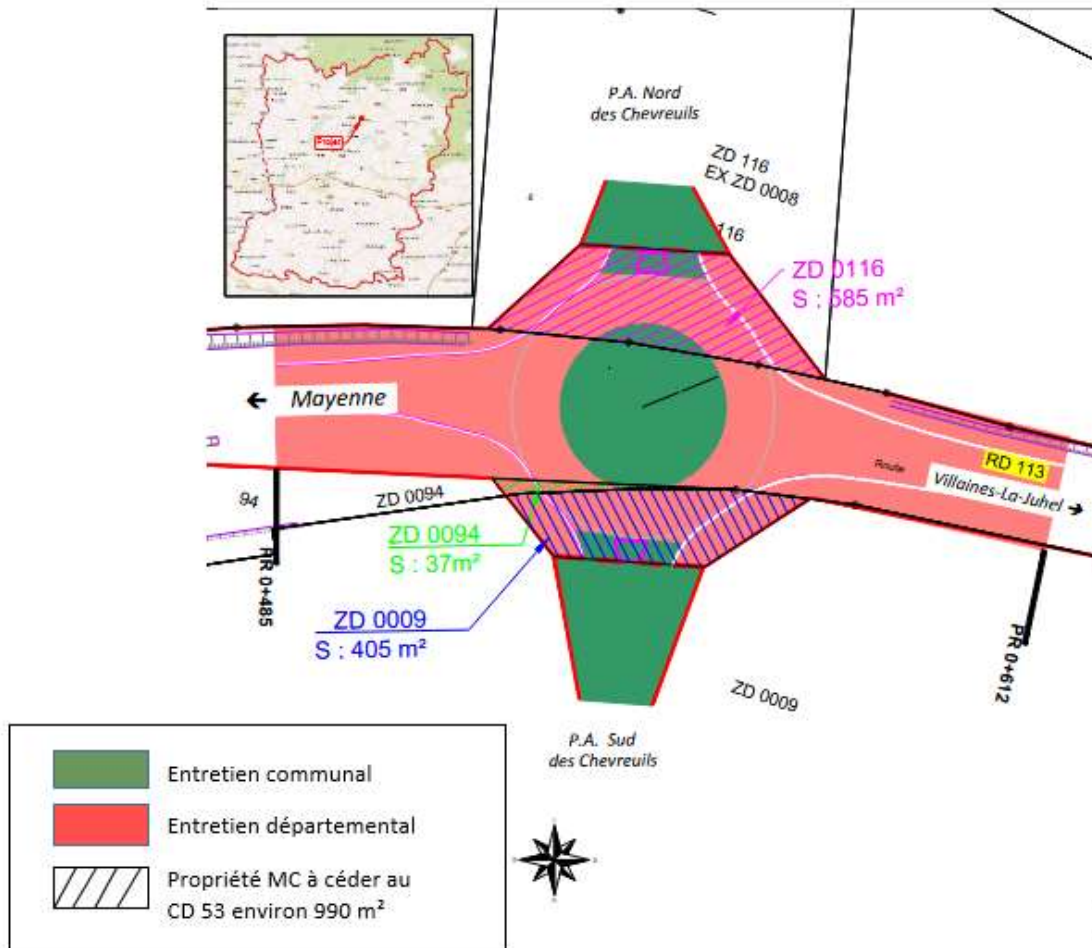 P.A. Nord
des Chevreuils
Projet
ZD 116
EX ZD 0008
116
ZD 0116
S : 585 m²
← Mayenne
RD 113
Route
Villaines-La-Juhel →
94
ZD 0094
ZD 0094
S : 37m²
ZD 0009
S : 405 m²
PR 0+485
PR 0+612
ZD 0009
P.A. Sud
des Chevreuils
Entretien communal
Entretien départemental
Propriété MC à céder au
CD 53 environ 990 m²